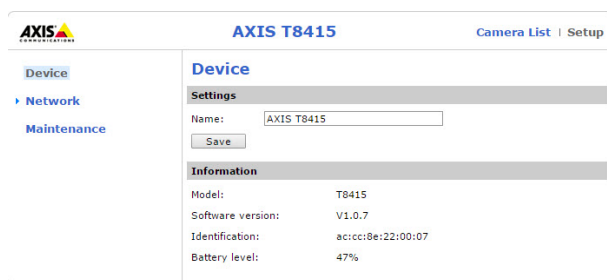 AXIS
COMMUNICATIONS
AXIS T8415
Camera List | Setup
Device
Network
Maintenance
Device
Settings
Name: AXIS T8415
Save
Information
Model: T8415
Software version: V1.0.7
Identification: ac:cc:8e:22:00:07
Battery level: 47%